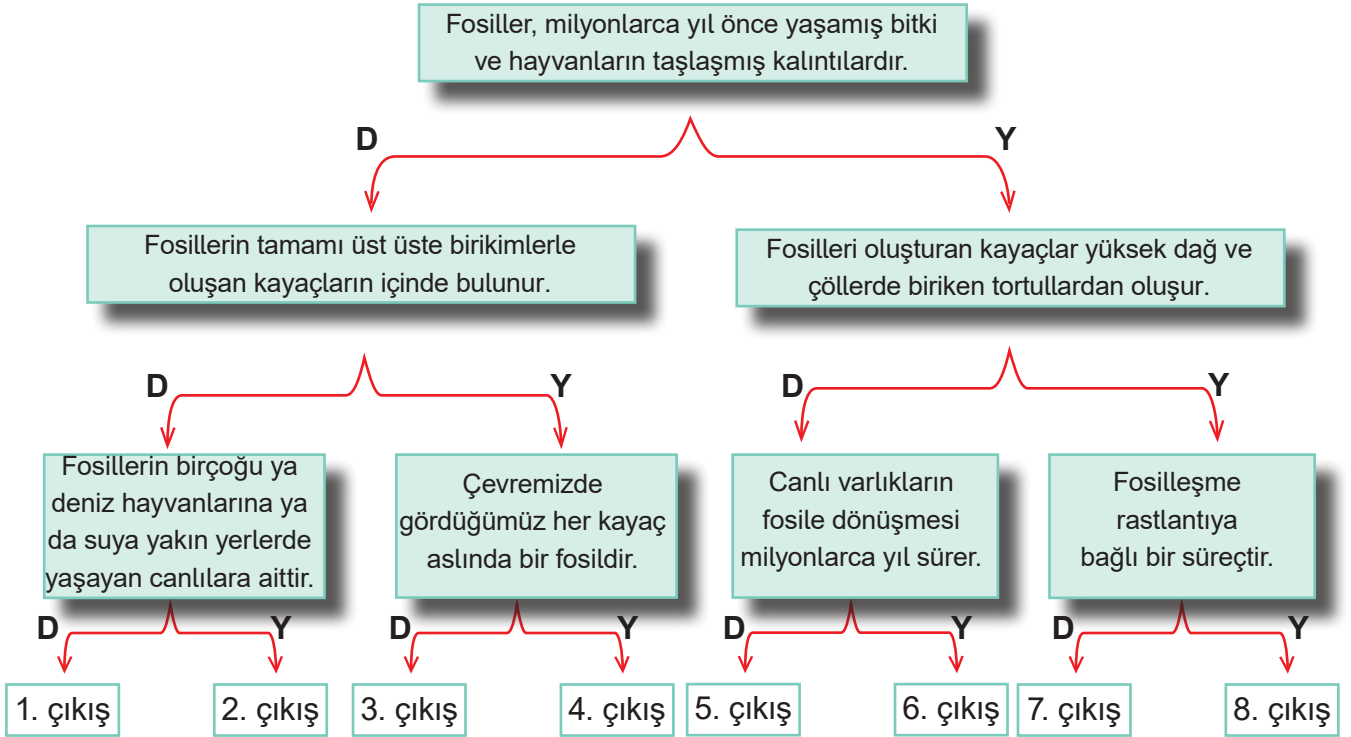 Fosiller, milyonlarca yıl önce yaşamış bitki
ve hayvanların taşlaşmış kalıntılardır.
D
Y
Fosillerin tamamı üst üste birikimlerle
oluşan kayaçların içinde bulunur.
Fosilleri oluşturan kayaçlar yüksek dağ ve
çöllerde biriken tortullardan oluşur.
D
Y
D
Y
Fosillerin birçoğu ya
deniz hayvanlarına ya
da suya yakın yerlerde
yaşayan canlılara aittir.
Çevremizde
gördüğümüz her kayaç
aslında bir fosildir.
Canlı varlıkların
fosile dönüşmesi
milyonlarca yıl sürer.
Fosilleşme
rastlantıya
bağlı bir süreçtir.
D
Y
D
Y
D
Y
D
Y
1. çıkış
2. çıkış
3. çıkış
4. çıkış
5. çıkış
6. çıkış
7. çıkış
8. çıkış